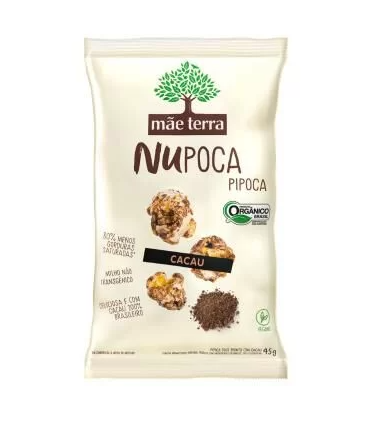 mãe terra
NUPOCA
PIPOCA
ORGÂNICO
BRASIL
80% MENOS
GORDURAS
SATURADAS*
CACAU
MILHO NÃO
TRANSGÊNICO
DELICIOSA E COM
CACAU 100%
BRASILEIRO
VEGANO
45g